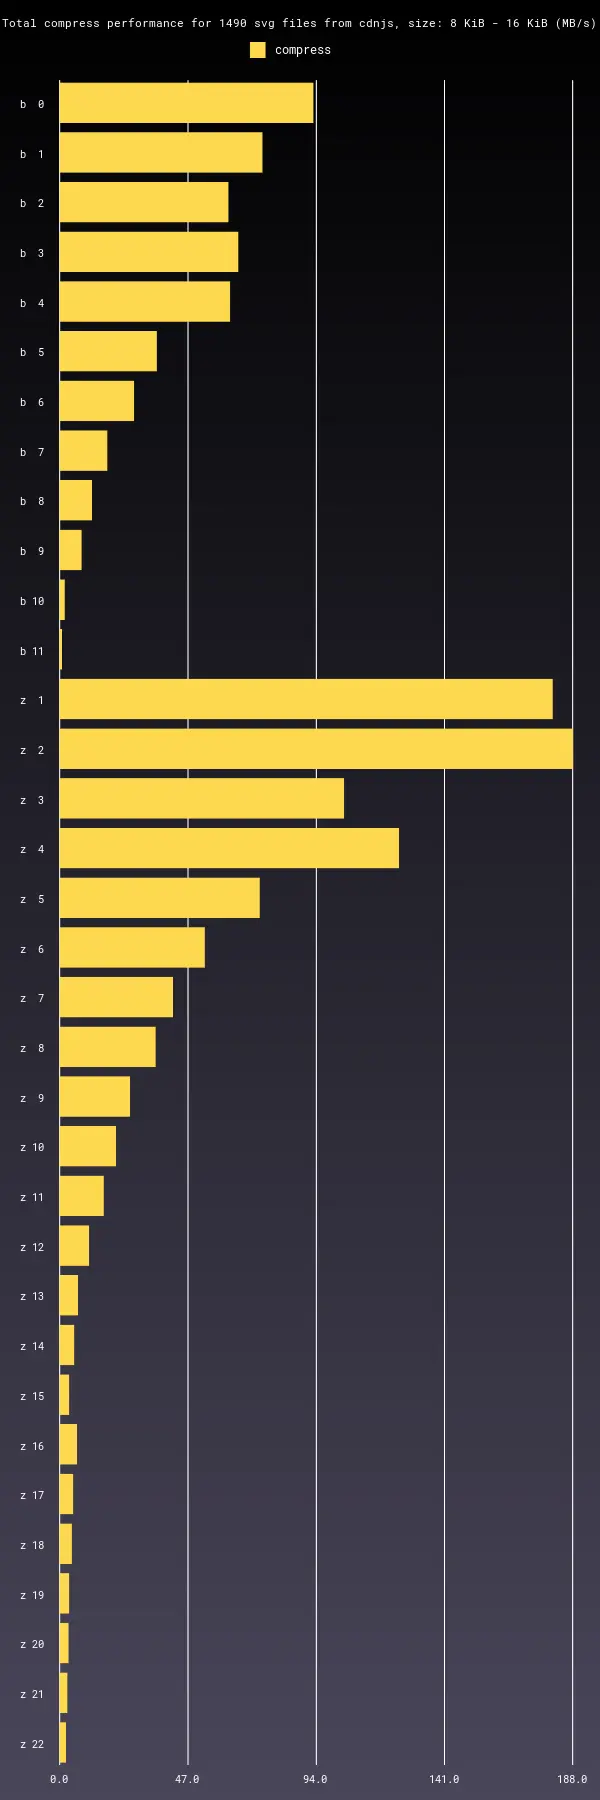 Total compress performance for 1490 svg files from cdnjs, size: 8 KiB - 16 KiB (MB/s)
compress
b 0
b 1
b 2
b 3
b 4
b 5
b 6
b 7
b 8
b 9
b 10
b 11
z 1
z 2
z 3
z 4
z 5
z 6
z 7
z 8
z 9
z 10
z 11
z 12
z 13
z 14
z 15
z 16
z 17
z 18
z 19
z 20
z 21
z 22
0.0 47.0 94.0 141.0 188.0